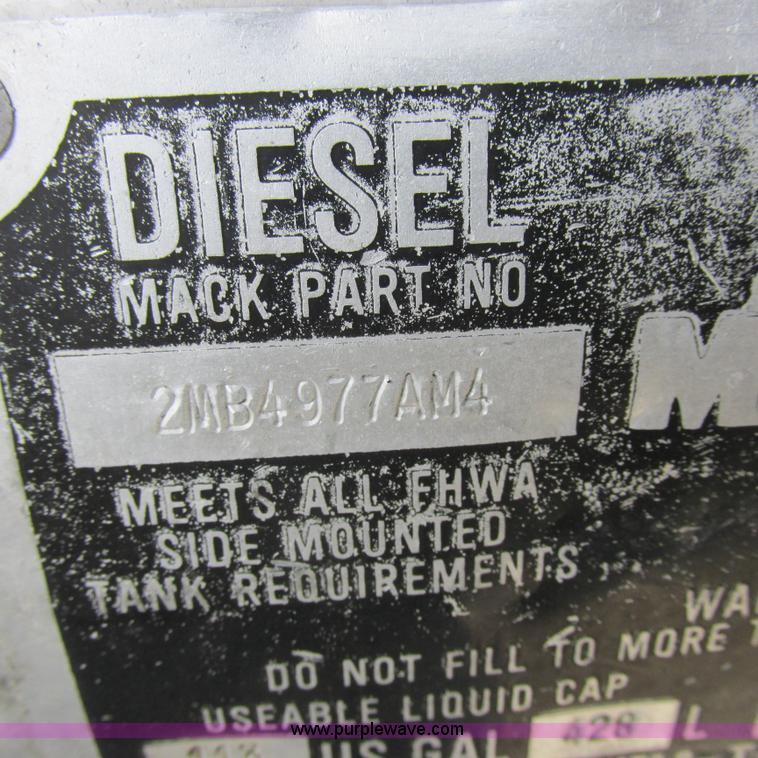 DIESEL
MACK PART NO
2MB4977AM4
MEETS ALL FHWA
SIDE MOUNTED
TANK REQUIREMENTS
DO NOT FILL TO MORE
USEABLE LIQUID CAP
www.purplewave.com
US GAL 428 L